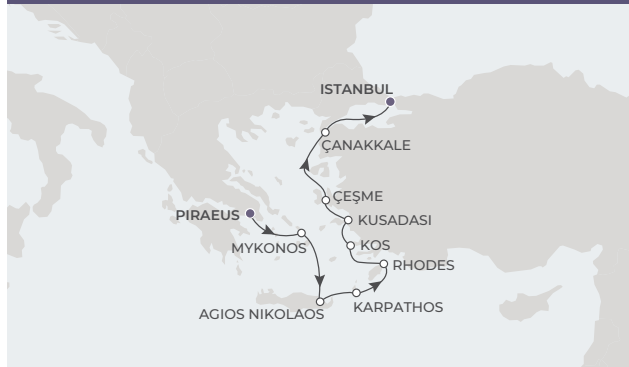 ISTANBUL
ÇANAKKALE
ÇEŞME
PIRAEUS
KUSADASI
MYKONOS
KOS
RHODES
AGIOS NIKOLAOS
KARPATHOS